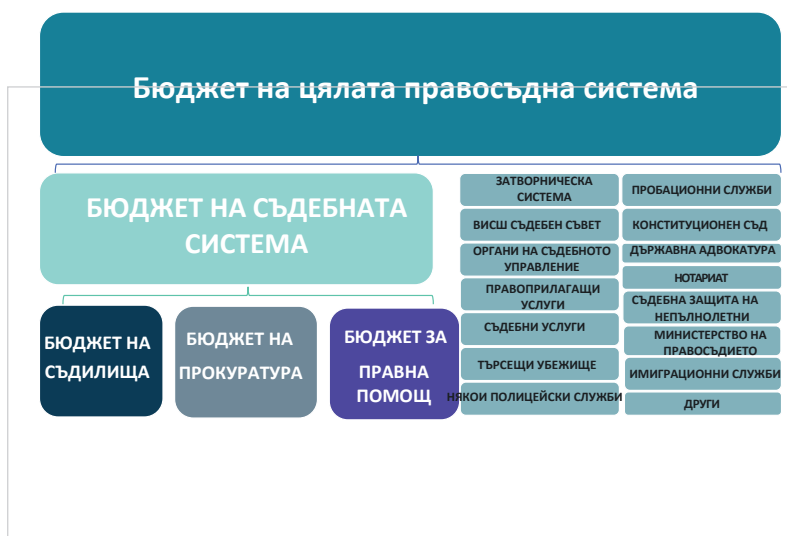 Бюджет на цялата правосъдна система
БЮДЖЕТ НА СЪДЕБНАТА
СИСТЕМА
БЮДЖЕТ НА
СЪДИЛИЩА
БЮДЖЕТ НА
ПРОКУРАТУРА
БЮДЖЕТ ЗА
ПРАВНА
ПОМОЩ
ЗАТВОРНИЧЕСКА
СИСТЕМА
ВИСШ СЪДЕБЕН СЪВЕТ
ОРГАНИ НА СЪДЕБНОТО
УПРАВЛЕНИЕ
ПРАВОПРИЛАГАЩИ
УСЛУГИ
СЪДЕБНИ УСЛУГИ
ТЪРСЕЩИ УБЕЖИЩЕ
НЯКОИ ПОЛИЦЕЙСКИ СЛУЖБИ
ПРОБАЦИОННИ СЛУЖБИ
КОНСТИТУЦИОНЕН СЪД
ДЪРЖАВНА АДВОКАТУРА
НОТАРИАТ
СЪДЕБНА ЗАЩИТА НА
НЕПЪЛНОЛЕТНИ
МИНИСТЕРСТВО НА
ПРАВОСЪДИЕТО
ИМИГРАЦИОННИ СЛУЖБИ
ДРУГИ